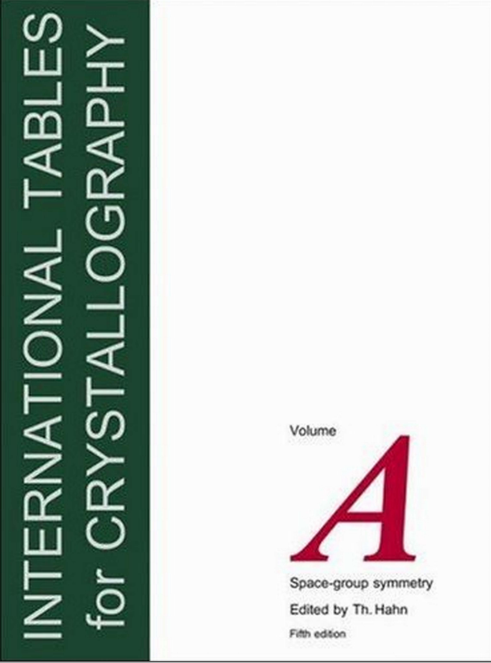 INTERNATIONAL TABLES
for CRYSTALLOGRAPHY
Volume
A
Space-group symmetry
Edited by Th. Hahn
Fifth edition